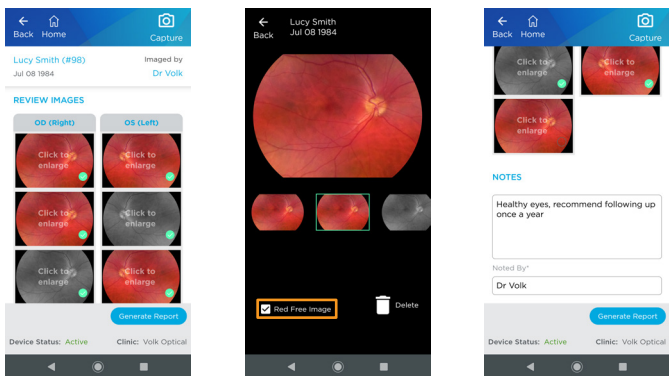 Back Home Capture
Lucy Smith (#98) Imaged by
Jul 08 1984 Dr Volk
REVIEW IMAGES
OD (Right) OS (Left)
Click to enlarge Click to enlarge
Click to enlarge Click to enlarge
Click to enlarge Click to enlarge
Generate Report
Device Status: Active Clinic: Volk Optical
Back Lucy Smith
Jul 08 1984
Red Free Image Delete
Back Home Capture
Click to enlarge Click to enlarge
Click to enlarge
NOTES
Healthy eyes, recommend following up
once a year
Noted By*
Dr Volk
Generate Report
Device Status: Active Clinic: Volk Optical